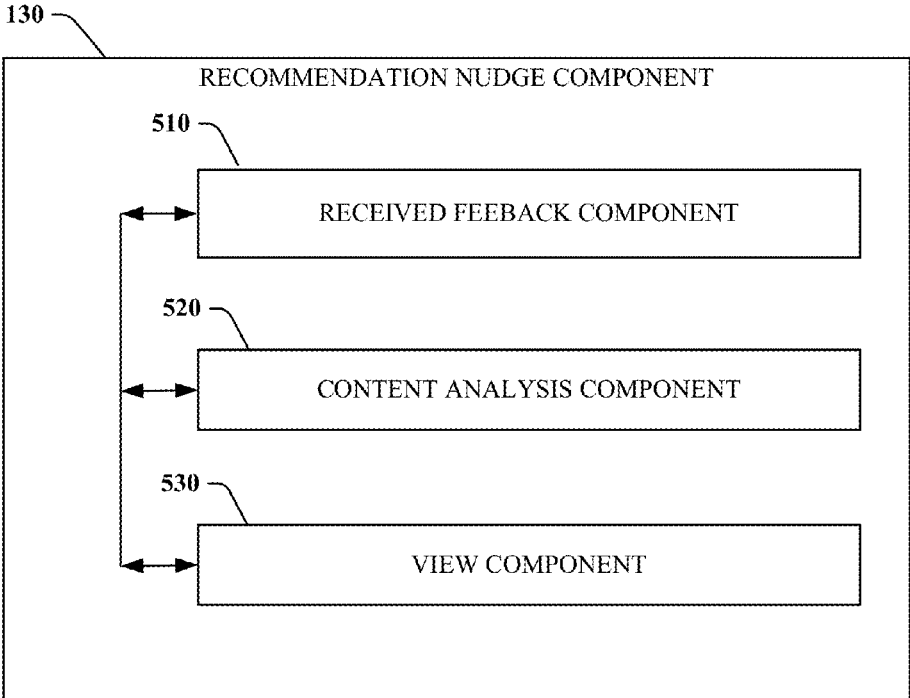 130
RECOMMENDATION NUDGE COMPONENT
510
RECEIVED FEEBACK COMPONENT
520
CONTENT ANALYSIS COMPONENT
530
VIEW COMPONENT